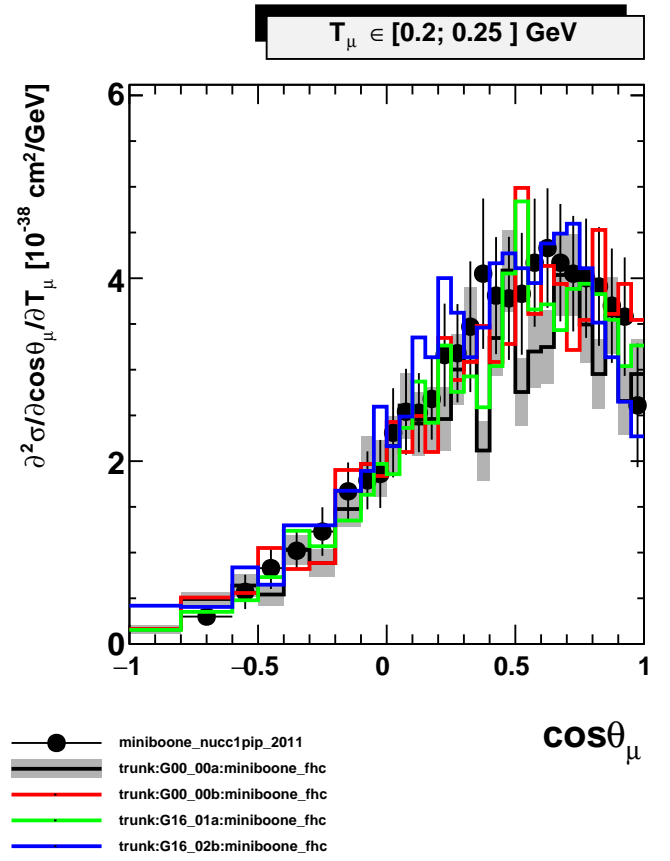 T_μ ∈ [0.2; 0.25 ] GeV
∂²σ/∂cosθ_μ/∂T_μ [10⁻³⁸ cm²/GeV]
6
4
2
0
−1 −0.5 0 0.5 1
cosθ_μ
miniboone_nucc1pip_2011
trunk:G00_00a:miniboone_fhc
trunk:G00_00b:miniboone_fhc
trunk:G16_01a:miniboone_fhc
trunk:G16_02b:miniboone_fhc